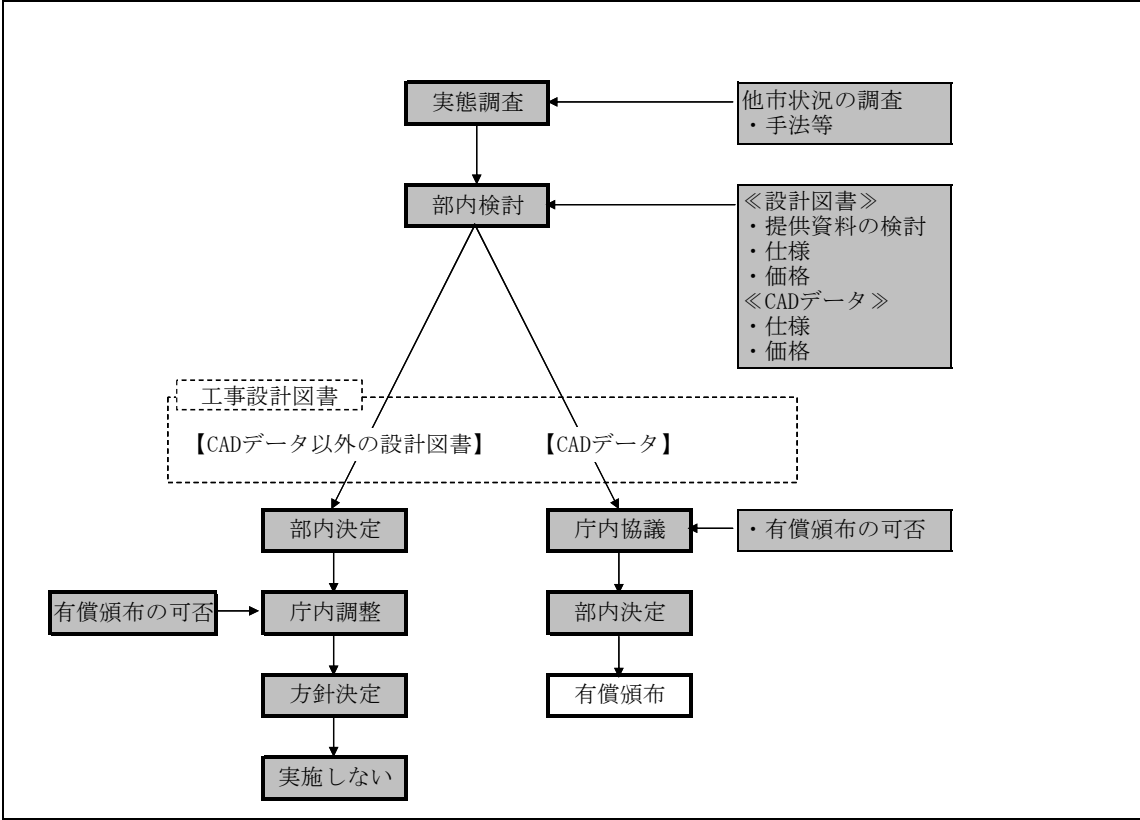 実態調査
他市状況の調査
・手法等
部内検討
≪設計図書≫
・提供資料の検討
・仕様
・価格
≪CADデータ≫
・仕様
・価格
工事設計図書
【CADデータ以外の設計図書】
【CADデータ】
部内決定
庁内協議
・有償頒布の可否
有償頒布の可否
庁内調整
部内決定
方針決定
有償頒布
実施しない